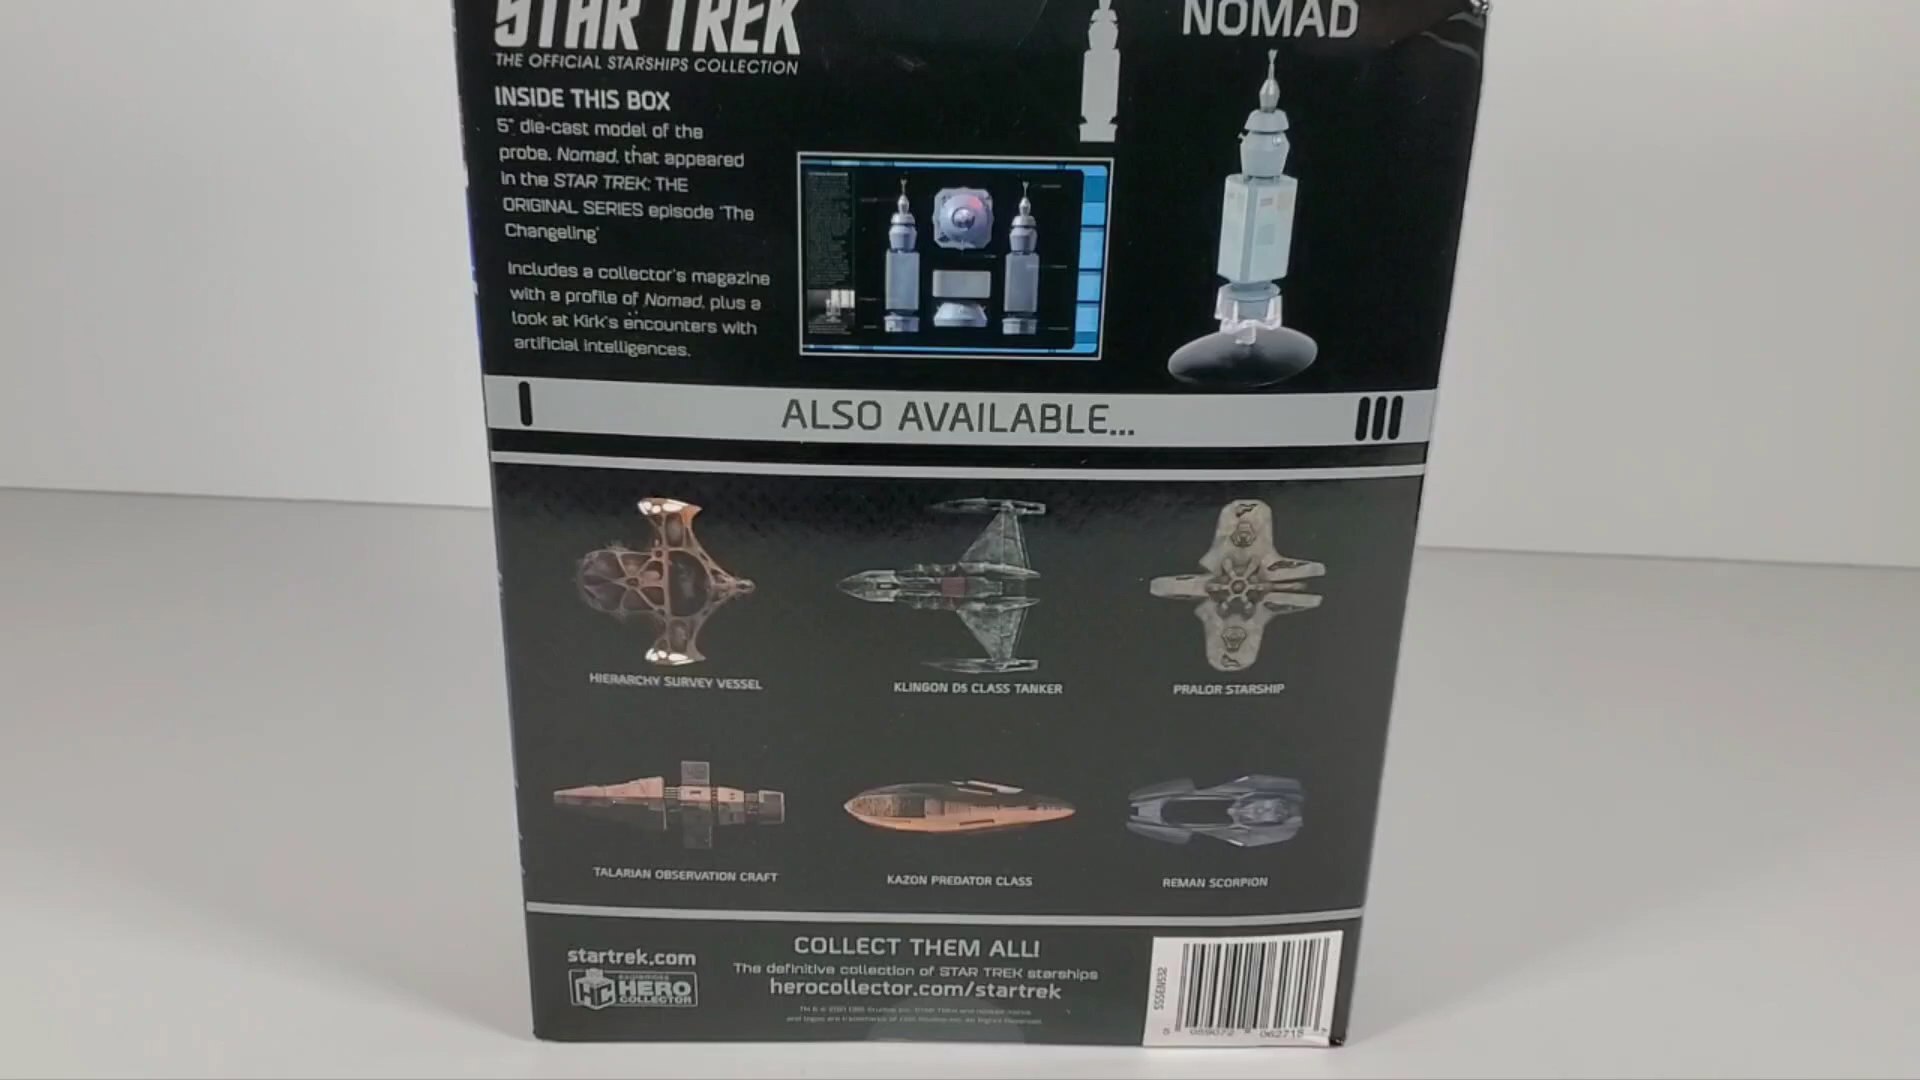 STAR TREK
THE OFFICIAL STARSHIPS COLLECTION
INSIDE THIS BOX
5" die-cast model of the
probe, Nomad, that appeared
in the STAR TREK: THE
ORIGINAL SERIES episode 'The
Changeling'
Includes a collector's magazine
with a profile of Nomad, plus a
look at Kirk's encounters with
artificial intelligences.
NOMAD
ALSO AVAILABLE...
HIERARCHY SURVEY VESSEL
KLINGON D5 CLASS TANKER
PRALOR STARSHIP
TALARIAN OBSERVATION CRAFT
KAZON PREDATOR CLASS
REMAN SCORPION
startrek.com
HERO
COLLECTOR
COLLECT THEM ALL!
The definitive collection of STAR TREK starships
herocollector.com/startrek
SSSEN532